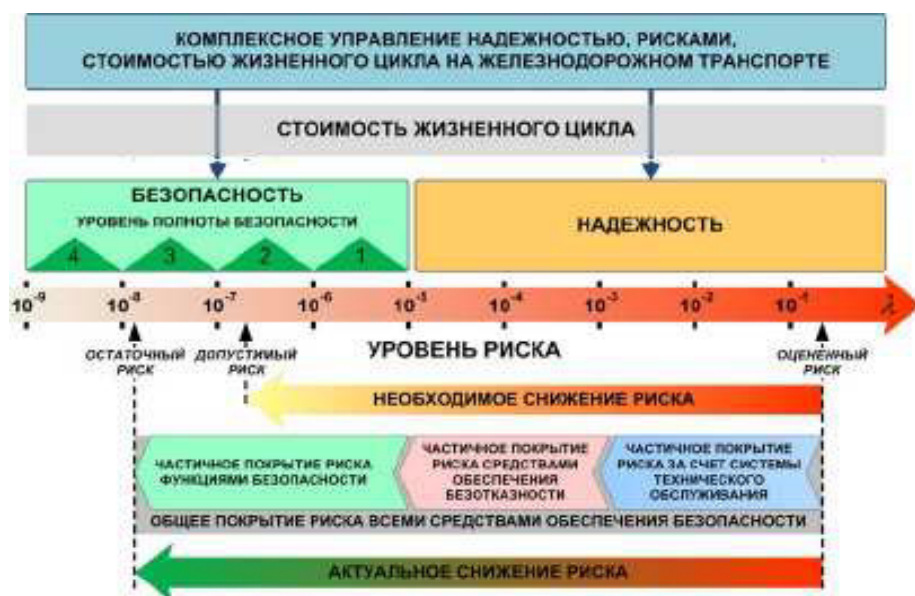 КОМПЛЕКСНОЕ УПРАВЛЕНИЕ НАДЕЖНОСТЬЮ, РИСКАМИ,
СТОИМОСТЬЮ ЖИЗНЕННОГО ЦИКЛА НА ЖЕЛЕЗНОДОРОЖНОМ ТРАНСПОРТЕ
СТОИМОСТЬ ЖИЗНЕННОГО ЦИКЛА
БЕЗОПАСНОСТЬ
УРОВЕНЬ ПОЛНОТЫ БЕЗОПАСНОСТИ
4 3 2 1
НАДЕЖНОСТЬ
10⁻⁹ 10⁻⁸ 10⁻⁷ 10⁻⁶ 10⁻⁵ 10⁻⁴ 10⁻³ 10⁻² 10⁻¹ λ
УРОВЕНЬ РИСКА
ОСТАТОЧНЫЙ
РИСК
ДОПУСТИМЫЙ
РИСК
ОЦЕНЕННЫЙ
РИСК
НЕОБХОДИМОЕ СНИЖЕНИЕ РИСКА
ЧАСТИЧНОЕ ПОКРЫТИЕ РИСКА
ФУНКЦИЯМИ БЕЗОПАСНОСТИ
ЧАСТИЧНОЕ ПОКРЫТИЕ
РИСКА СРЕДСТВАМИ
ОБЕСПЕЧЕНИЯ
БЕЗОТКАЗНОСТИ
ЧАСТИЧНОЕ ПОКРЫТИЕ
РИСКА ЗА СЧЕТ СИСТЕМЫ
ТЕХНИЧЕСКОГО
ОБСЛУЖИВАНИЯ
ОБЩЕЕ ПОКРЫТИЕ РИСКА ВСЕМИ СРЕДСТВАМИ ОБЕСПЕЧЕНИЯ БЕЗОПАСНОСТИ
АКТУАЛЬНОЕ СНИЖЕНИЕ РИСКА